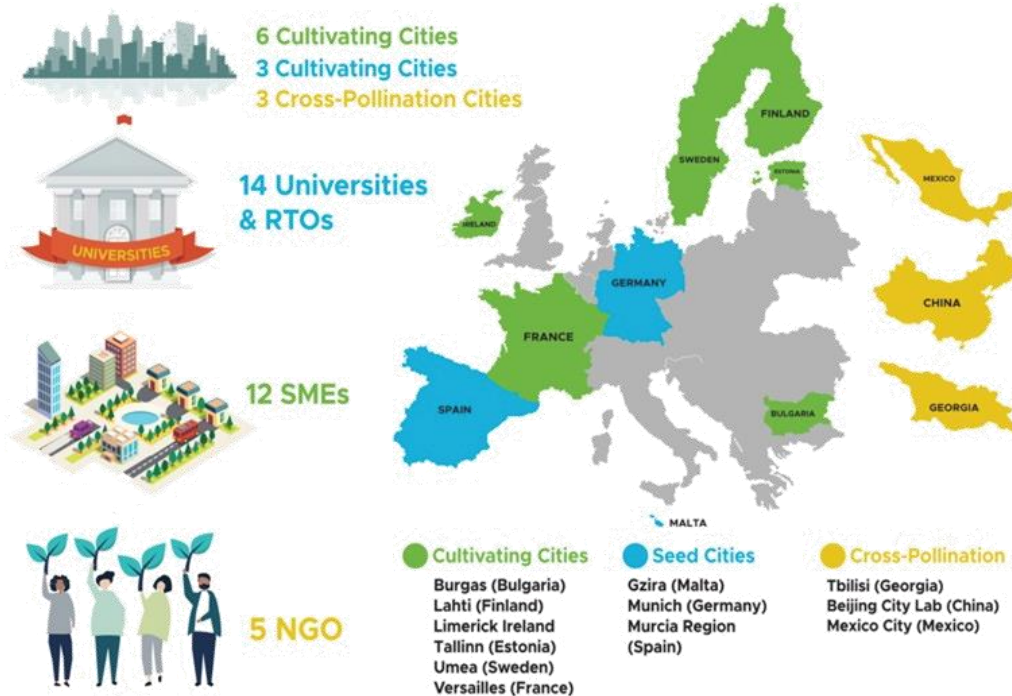 6 Cultivating Cities
3 Cultivating Cities
3 Cross-Pollination Cities
UNIVERSITIES
14 Universities
& RTOs
12 SMEs
5 NGO
FINLAND
SWEDEN
ESTONIA
IRELAND
GERMANY
FRANCE
SPAIN
BULGARIA
MALTA
MEXICO
CHINA
GEORGIA
Cultivating Cities
Burgas (Bulgaria)
Lahti (Finland)
Limerick Ireland
Tallinn (Estonia)
Umea (Sweden)
Versailles (France)
Seed Cities
Gzira (Malta)
Munich (Germany)
Murcia Region
(Spain)
Cross-Pollination
Tbilisi (Georgia)
Beijing City Lab (China)
Mexico City (Mexico)